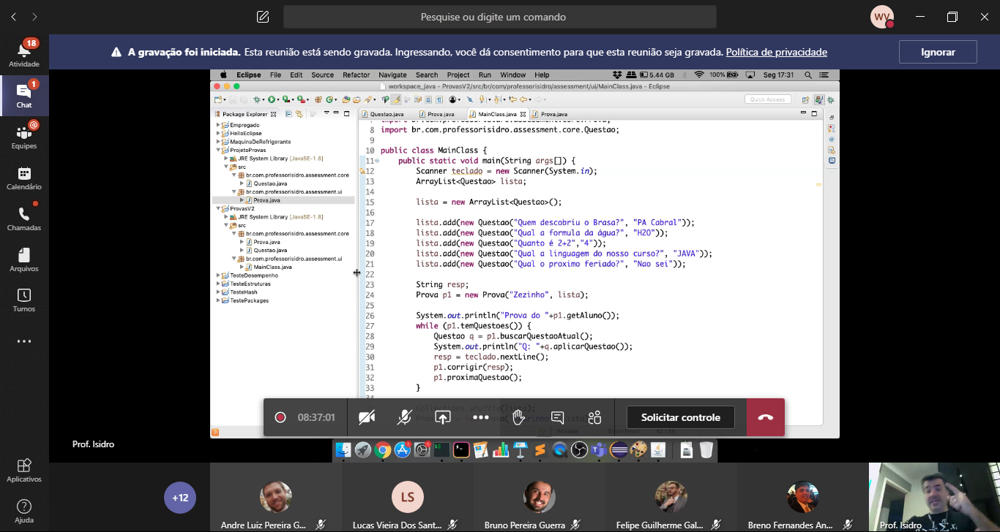 Pesquise ou digite um comando
WV
18
Atividade
1
Chat
@
Equipes
Calendário
Chamadas
Arquivos
Turnos
Aplicativos
Ajuda
A gravação foi iniciada. Esta reunião está sendo gravada. Ingressando, você dá consentimento para que esta reunião seja gravada. Política de privacidade
Ignorar
Eclipse File Edit Source Refactor Navigate Search Project Run Window Help
5.44 GB 100% Seg 17:31
workspace_java - ProvasV2/src/br/com/professorisidro/assessment/ui/MainClass.java - Eclipse
Quick Access
Package Explorer
Empregado
HelloEclipse
MaquinaDeRefrigerante
ProjetoProvas
JRE System Library [JavaSE-1.8]
src
br.com.professorisidro.assessment.core
Questao.java
br.com.professorisidro.assessment.ui
Prova.java
ProvasV2
JRE System Library [JavaSE-1.8]
src
br.com.professorisidro.assessment.core
Prova.java
Questao.java
br.com.professorisidro.assessment.ui
MainClass.java
TesteDesempenho
TesteEstruturas
TesteHash
TestePackages
Questao.java Prova.java MainClass.java Prova.java
8 import br.com.professorisidro.assessment.core.Questao;
9
10 public class MainClass {
11 public static void main(String args[]) {
12 Scanner teclado = new Scanner(System.in);
13 ArrayList<Questao> lista;
14
15 lista = new ArrayList<Questao>();
16
17 lista.add(new Questao("Quem descobriu o Brasa?", "PA Cabral"));
18 lista.add(new Questao("Qual a formula da água?", "H2O"));
19 lista.add(new Questao("Quanto é 2+2","4"));
20 lista.add(new Questao("Qual a linguagem do nosso curso?", "JAVA"));
21 lista.add(new Questao("Qual o proximo feriado?", "Nao sei"));
22
23 String resp;
24 Prova p1 = new Prova("Zezinho", lista);
25
26 System.out.println("Prova do "+p1.getAluno());
27 while (p1.temQuestoes()) {
28 Questao q = p1.buscarQuestaoAtual();
29 System.out.println("Q: "+q.aplicarQuestao());
30 resp = teclado.nextLine();
31 p1.corrigir(resp);
32 p1.proximaQuestao();
33 }
34
Collections.shuffle(lista);
08:37:01
Solicitar controle
Prof. Isidro
+12
Andre Luiz Pereira G...
LS
Lucas Vieira Dos Sant...
Bruno Pereira Guerra
Felipe Guilherme Gal...
Breno Fernandes An...
Prof. Isidro